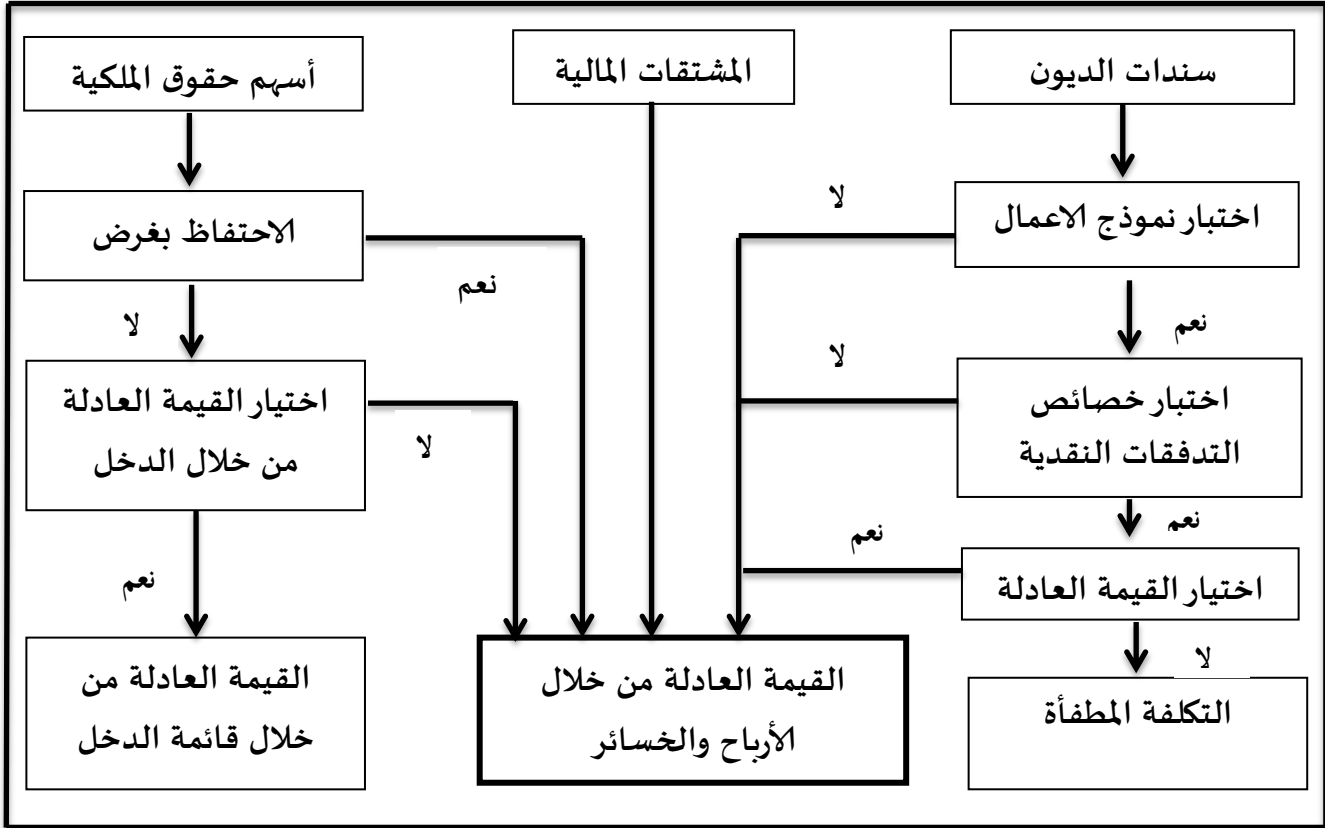 سندات الديون
المشتقات المالية
أسهم حقوق الملكية
اختبار نموذج الاعمال
لا
الاحتفاظ بغرض
نعم
نعم
لا
لا
اختبار خصائص
التدفقات النقدية
اختيار القيمة العادلة
من خلال الدخل
لا
نعم
نعم
اختيار القيمة العادلة
نعم
لا
التكلفة المطفأة
القيمة العادلة من خلال
الأرباح والخسائر
القيمة العادلة من
خلال قائمة الدخل